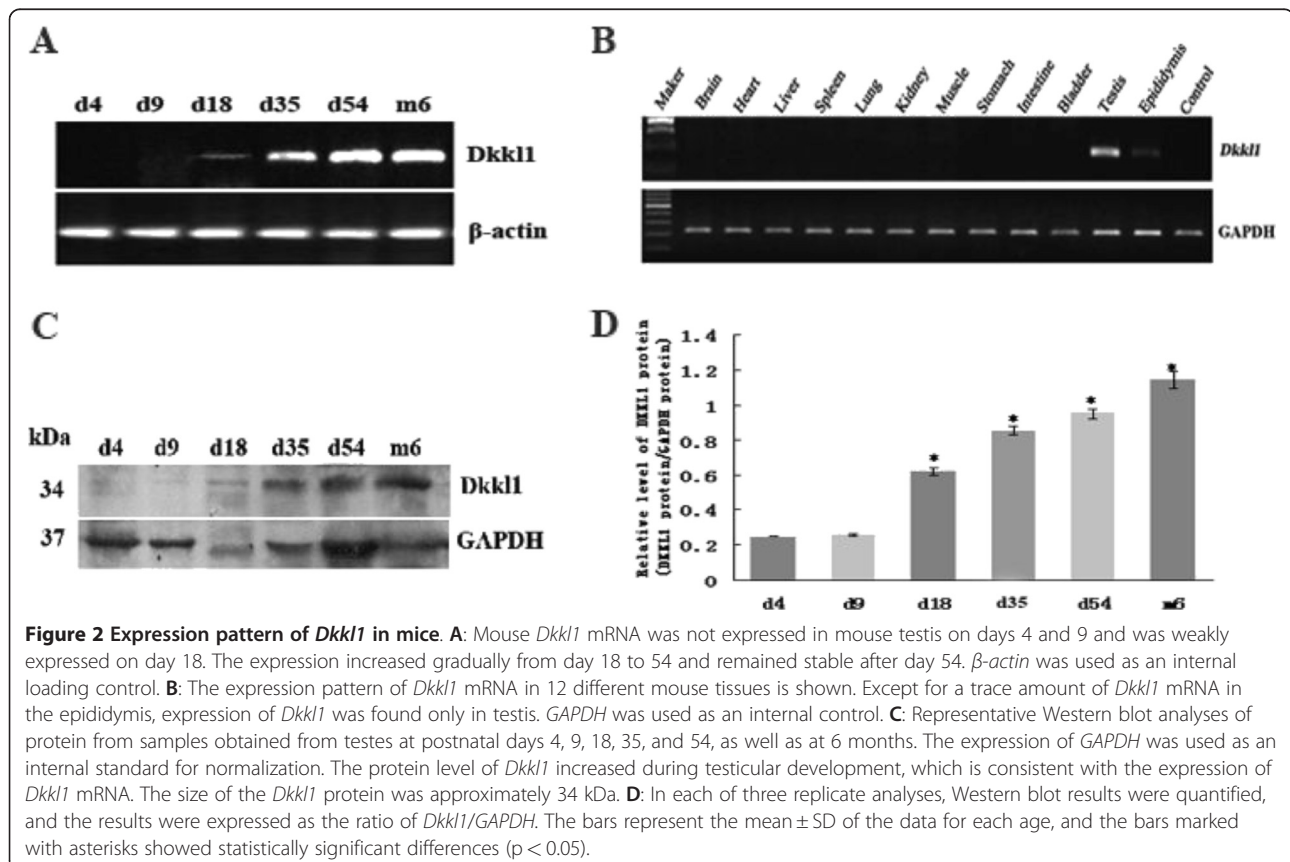 A
d4 d9 d18 d35 d54 m6
Dkkl1
β-actin
B
Maker Brain Heart Liver Spleen Lung Kidney Muscle Stomach Intestine Bladder Testis Epididymis Control
Dkkl1
GAPDH
C
kDa d4 d9 d18 d35 d54 m6
34 Dkkl1
37 GAPDH
D
Relative level of DKKL1 protein
(DKKL1 protein/GAPDH protein)
1.4
1.2
1
0.8
0.6
0.4
0.2
0
* * * *
d4 d9 d18 d35 d54 m6
Figure 2 Expression pattern of Dkkl1 in mice. A: Mouse Dkkl1 mRNA was not expressed in mouse testis on days 4 and 9 and was weakly
expressed on day 18. The expression increased gradually from day 18 to 54 and remained stable after day 54. β-actin was used as an internal
loading control. B: The expression pattern of Dkkl1 mRNA in 12 different mouse tissues is shown. Except for a trace amount of Dkkl1 mRNA in
the epididymis, expression of Dkkl1 was found only in testis. GAPDH was used as an internal control. C: Representative Western blot analyses of
protein from samples obtained from testes at postnatal days 4, 9, 18, 35, and 54, as well as at 6 months. The expression of GAPDH was used as an
internal standard for normalization. The protein level of Dkkl1 increased during testicular development, which is consistent with the expression of
Dkkl1 mRNA. The size of the Dkkl1 protein was approximately 34 kDa. D: In each of three replicate analyses, Western blot results were quantified,
and the results were expressed as the ratio of Dkkl1/GAPDH. The bars represent the mean ± SD of the data for each age, and the bars marked
with asterisks showed statistically significant differences (p < 0.05).